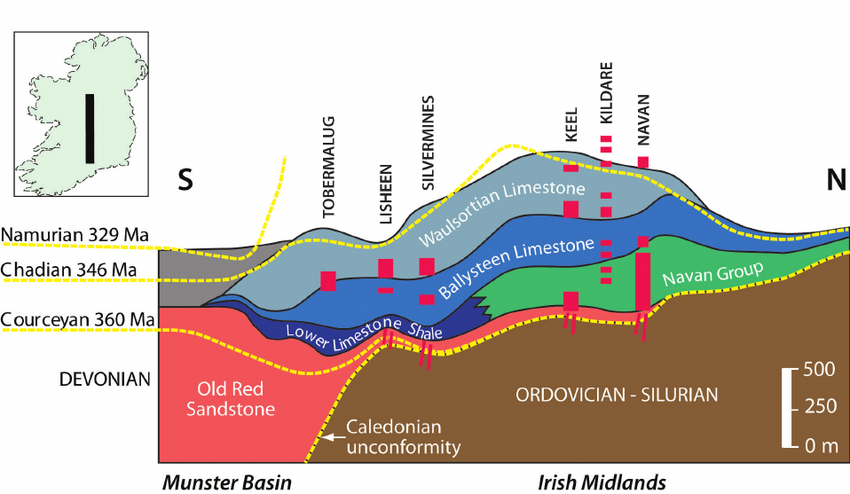 S
N
TOBERMALUG
LISHEEN
SILVERMINES
KEEL
KILDARE
NAVAN
Waulsortian Limestone
Namurian 329 Ma
Chadian 346 Ma
Ballysteen Limestone
Navan Group
Courceyan 360 Ma
Lower Limestone Shale
DEVONIAN
Old Red
Sandstone
ORDOVICIAN - SILURIAN
Caledonian
unconformity
500
250
0 m
Munster Basin
Irish Midlands